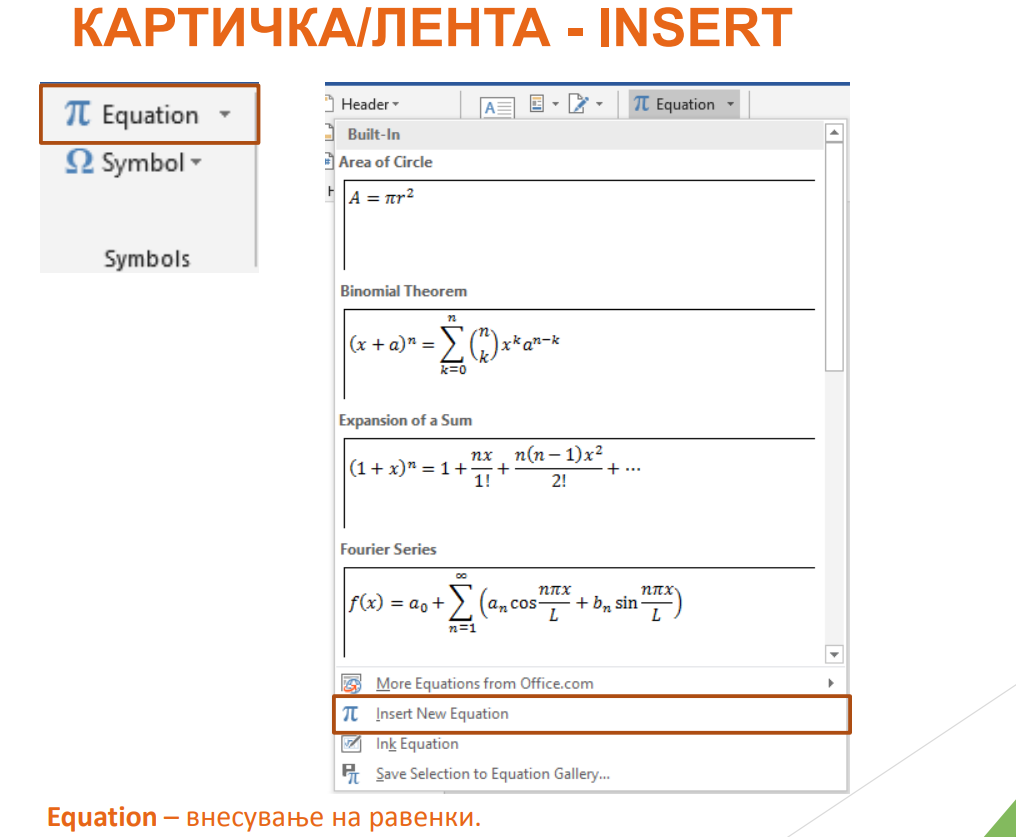 КАРТИЧКА/ЛЕНТА - INSERT
π Equation
Ω Symbol
Symbols
Header
A
π Equation
Built-In
Area of Circle
A = πr²
Binomial Theorem
(x + a)ⁿ = ∑_{k=0}^{n} (n k) xᵏaⁿ⁻ᵏ
Expansion of a Sum
(1 + x)ⁿ = 1 + nx/1! + n(n − 1)x²/2! + ⋯
Fourier Series
f(x) = a₀ + ∑_{n=1}^{∞} (aₙ cos nπx/L + bₙ sin nπx/L)
More Equations from Office.com
π Insert New Equation
Ink Equation
π Save Selection to Equation Gallery...
Equation – внесување на равенки.